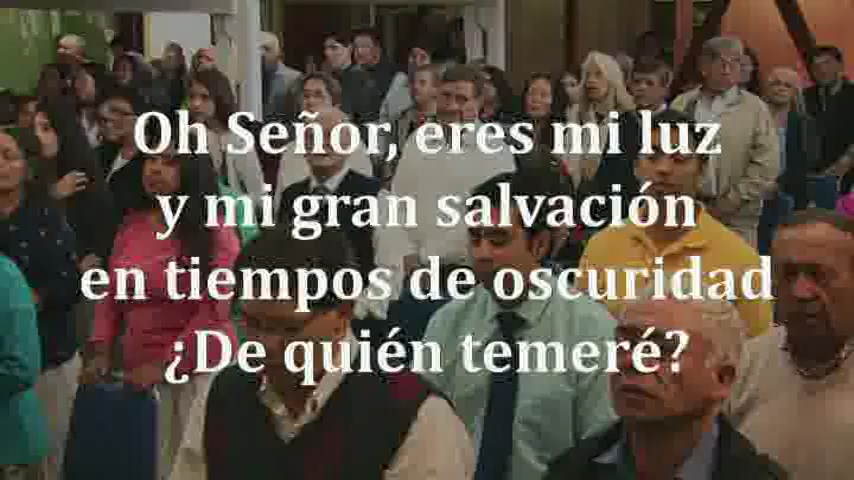 Oh Señor, eres mi luz
y mi gran salvación
en tiempos de oscuridad
¿De quién temeré?